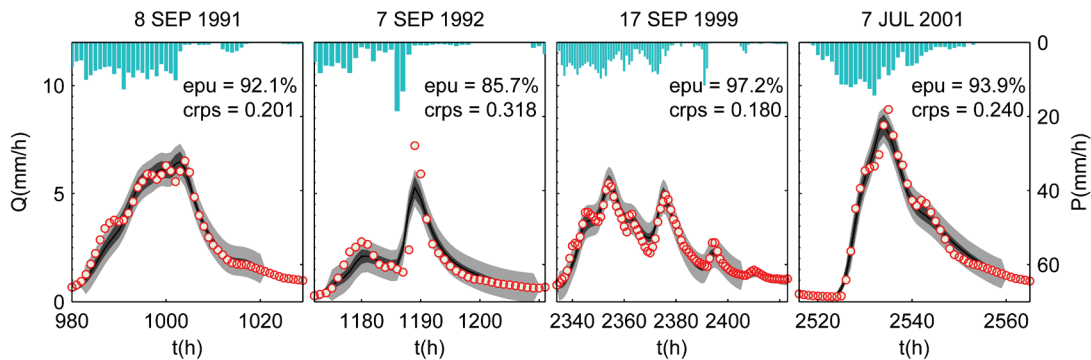 8 SEP 1991
7 SEP 1992
17 SEP 1999
7 JUL 2001
epu = 92.1%
crps = 0.201
epu = 85.7%
crps = 0.318
epu = 97.2%
crps = 0.180
epu = 93.9%
crps = 0.240
Q(mm/h)
10
5
0
P(mm/h)
0
20
40
60
980 1000 1020
1180 1190 1200
2340 2360 2380 2400
2520 2540 2560
t(h)
t(h)
t(h)
t(h)